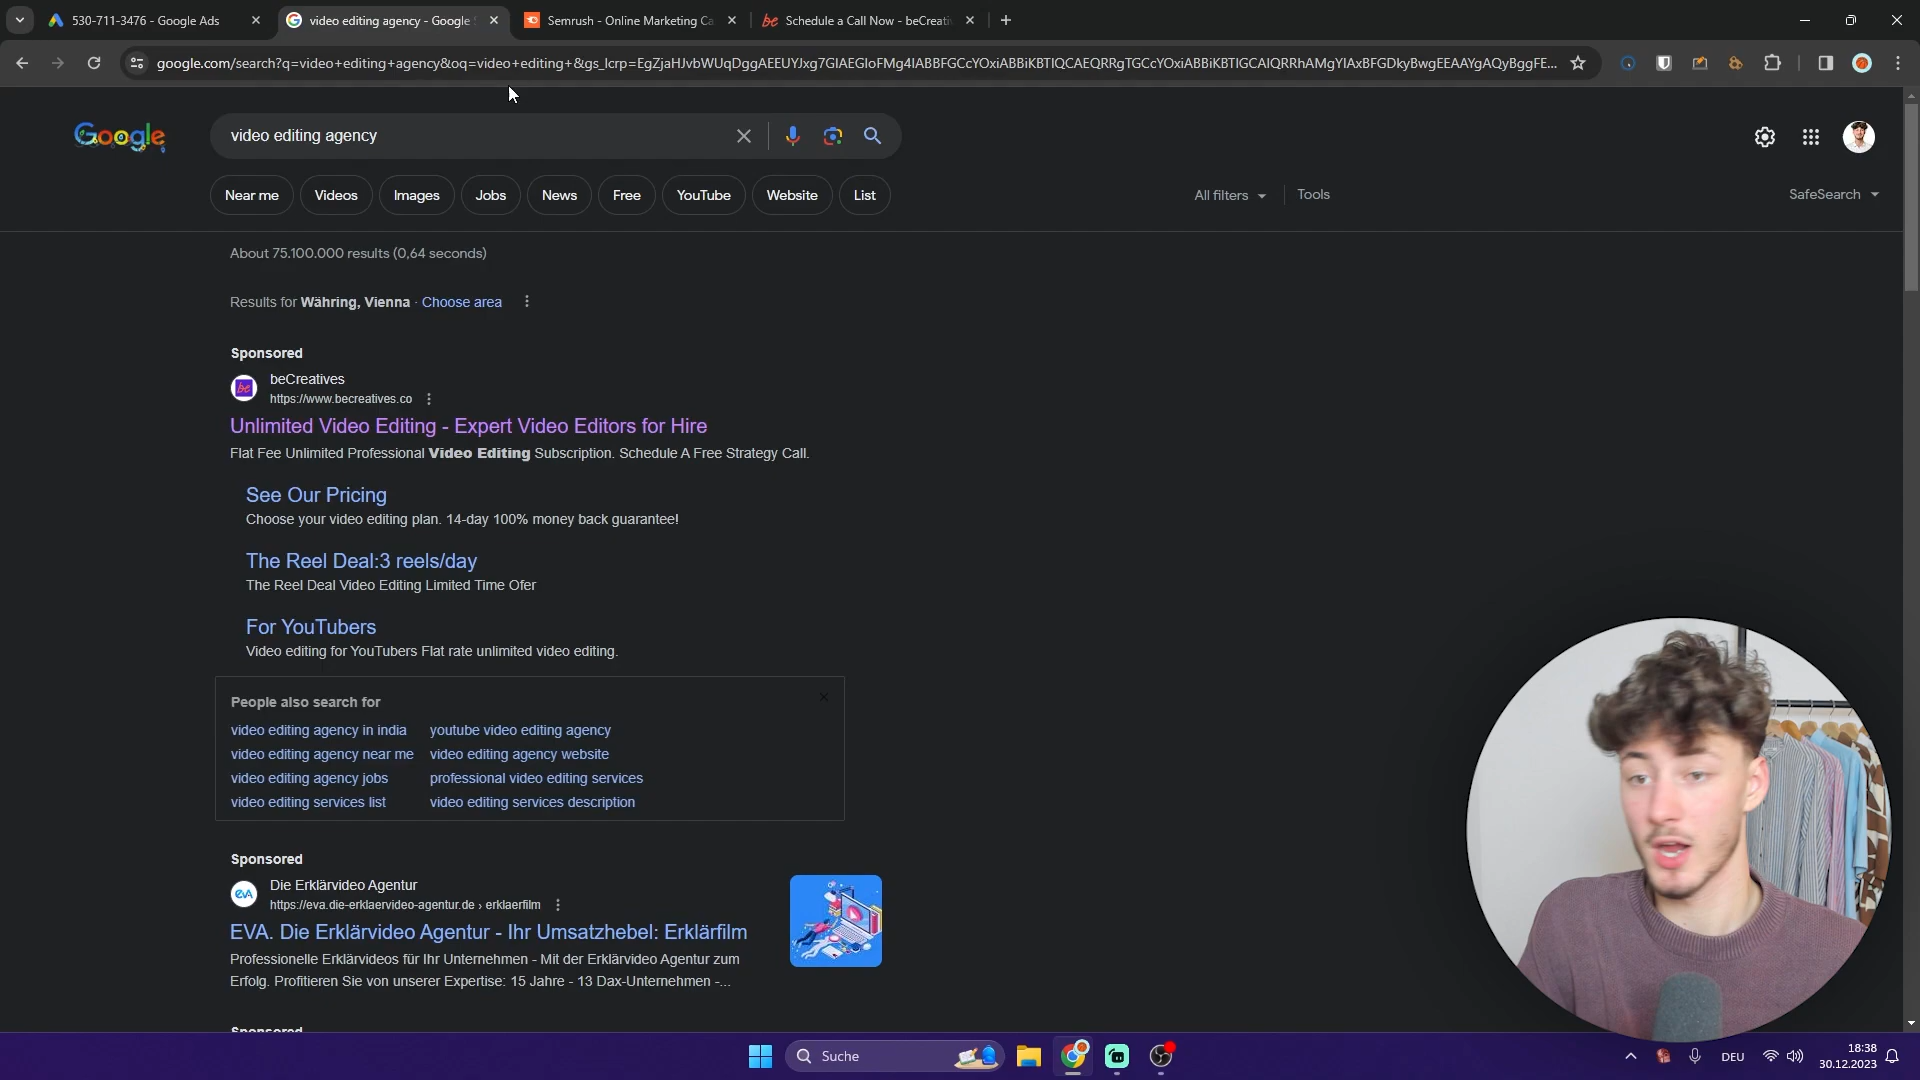 530-711-3476 - Google Ads
video editing agency - Google
Semrush - Online Marketing Ca
Schedule a Call Now - beCreati
google.com/search?q=video+editing+agency&oq=video+editing+&gs_lcrp=
Google
video editing agency
Near me
Videos
Images
Jobs
News
Free
YouTube
Website
List
All filters
Tools
SafeSearch
About 75.100.000 results (0,64 seconds)
Results for Währing, Vienna · Choose area
Sponsored
be
beCreatives
https://www.becreatives.co
Unlimited Video Editing - Expert Video Editors for Hire
Flat Fee Unlimited Professional Video Editing Subscription. Schedule A Free Strategy Call.
See Our Pricing
Choose your video editing plan. 14-day 100% money back guarantee!
The Reel Deal:3 reels/day
The Reel Deal Video Editing Limited Time Ofer
For YouTubers
Video editing for YouTubers Flat rate unlimited video editing.
People also search for
video editing agency in india
youtube video editing agency
video editing agency near me
video editing agency website
video editing agency jobs
professional video editing services
video editing services list
video editing services description
Sponsored
eVA
Die Erklärvideo Agentur
https://eva.die-erklaervideo-agentur.de › erklaerfilm
EVA. Die Erklärvideo Agentur - Ihr Umsatzhebel: Erklärfilm
Professionelle Erklärvideos für Ihr Unternehmen - Mit der Erklärvideo Agentur zum
Erfolg. Profitieren Sie von unserer Expertise: 15 Jahre - 13 Dax-Unternehmen -...
Sponsored
Suche
DEU
18:38
30.12.2023